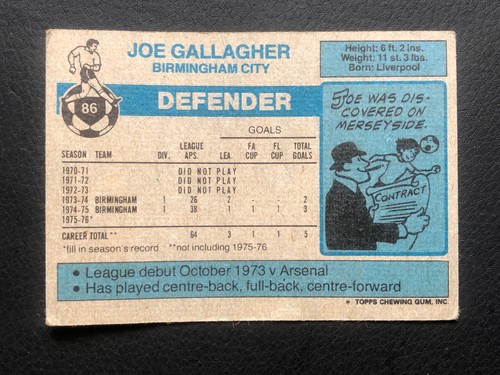 JOE GALLAGHER
BIRMINGHAM CITY
Height: 6 ft. 2 ins.
Weight: 11 st. 3 lbs.
Born: Liverpool
86
DEFENDER
JOE WAS DIS-
COVERED ON
MERSEYSIDE.
CONTRACT
GOALS
SEASON TEAM DIV. LEAGUE APS. LEA. FA CUP FL CUP TOTAL GOALS
1970-71 DID NOT PLAY
1971-72 DID NOT PLAY
1972-73 DID NOT PLAY
1973-74 BIRMINGHAM 1 26 2 - - 2
1974-75 BIRMINGHAM 1 38 1 1 1 3
1975-76*
CAREER TOTAL** 64 3 1 1 5
*fill in season's record **not including 1975-76
• League debut October 1973 v Arsenal
• Has played centre-back, full-back, centre-forward
* TOPPS CHEWING GUM, INC.